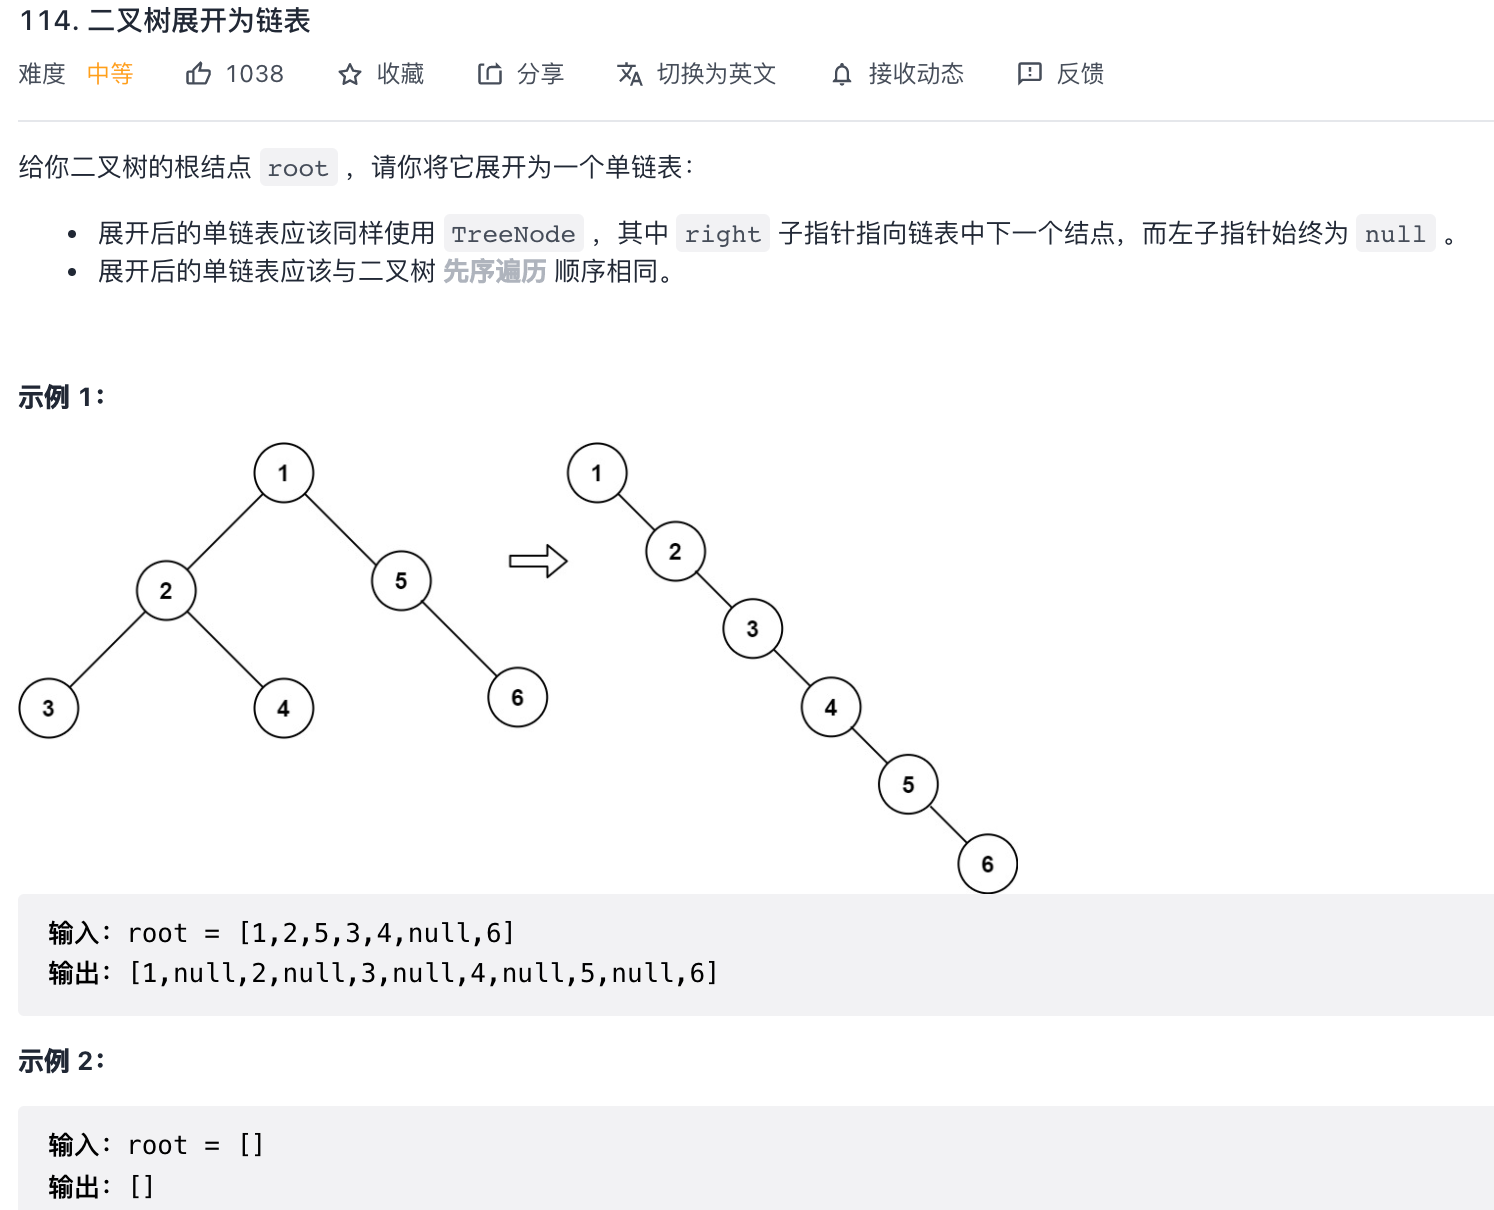 114. 二叉树展开为链表
难度 中等 1038 收藏 分享 切换为英文 接收动态 反馈
给你二叉树的根结点 root ，请你将它展开为一个单链表：
• 展开后的单链表应该同样使用 TreeNode ，其中 right 子指针指向链表中下一个结点，而左子指针始终为 null 。
• 展开后的单链表应该与二叉树 先序遍历 顺序相同。
示例 1：
1
2
5
3
4
6
1
2
3
4
5
6
输入：root = [1,2,5,3,4,null,6]
输出：[1,null,2,null,3,null,4,null,5,null,6]
示例 2：
输入：root = []
输出：[]